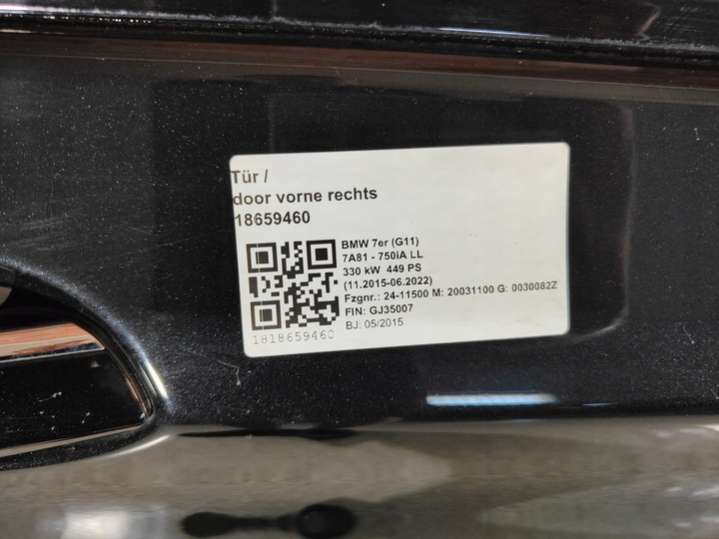 Tür /
door vorne rechts
18659460
BMW 7er (G11)
7A81 - 750iA LL
330 kW 449 PS
(11.2015-06.2022)
Fzgnr.: 24-11500 M: 20031100 G: 0030082Z
FIN: GJ35007
BJ: 05/2015
1818659460